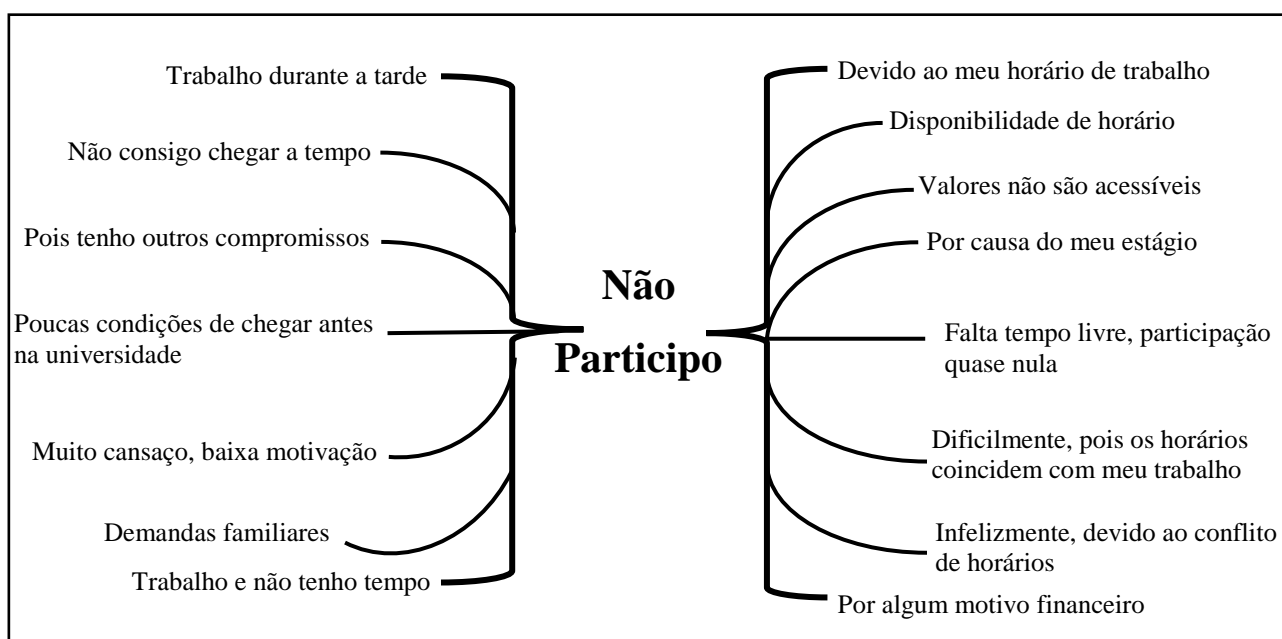 Trabalho durante a tarde
Não consigo chegar a tempo
Pois tenho outros compromissos
Poucas condições de chegar antes
na universidade
Muito cansaço, baixa motivação
Demandas familiares
Trabalho e não tenho tempo
Não
Participo
Devido ao meu horário de trabalho
Disponibilidade de horário
Valores não são acessíveis
Por causa do meu estágio
Falta tempo livre, participação
quase nula
Dificilmente, pois os horários
coincidem com meu trabalho
Infelizmente, devido ao conflito
de horários
Por algum motivo financeiro